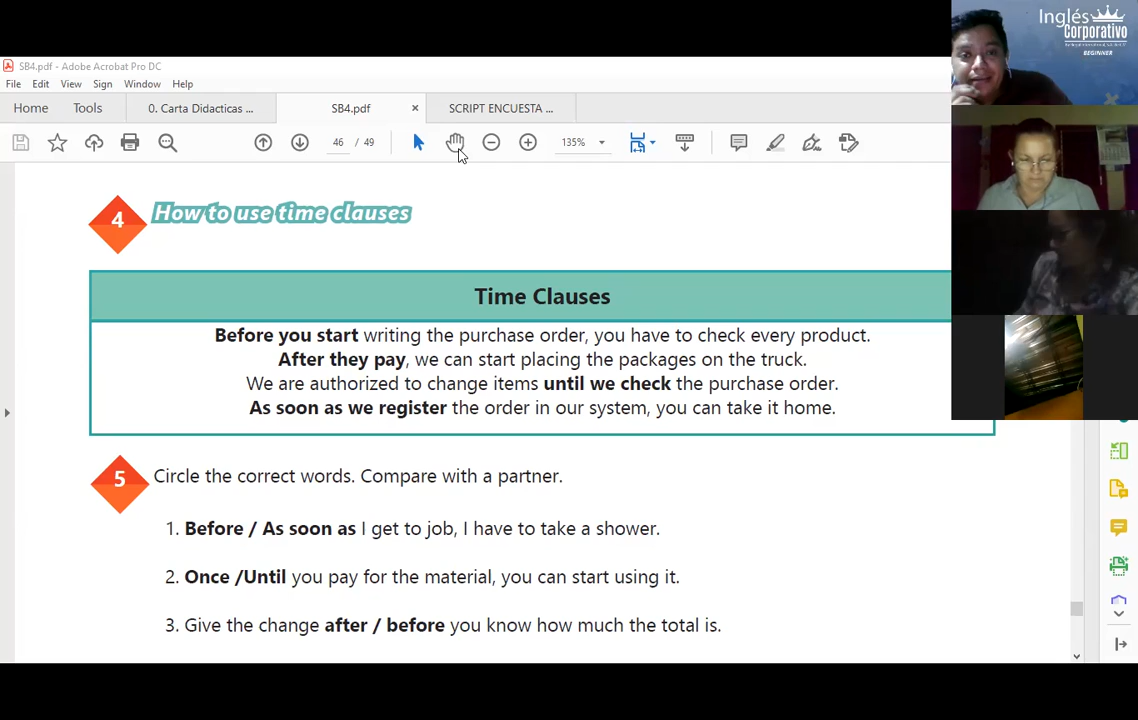 SB4.pdf - Adobe Acrobat Pro DC
File Edit View Sign Window Help
Home Tools 0. Carta Didacticas ... SB4.pdf × SCRIPT ENCUESTA ...
46 / 49 135%
Inglés
Corporativo
BEGINNER
4 How to use time clauses
Time Clauses
Before you start writing the purchase order, you have to check every product.
After they pay, we can start placing the packages on the truck.
We are authorized to change items until we check the purchase order.
As soon as we register the order in our system, you can take it home.
5 Circle the correct words. Compare with a partner.
1. Before / As soon as I get to job, I have to take a shower.
2. Once /Until you pay for the material, you can start using it.
3. Give the change after / before you know how much the total is.